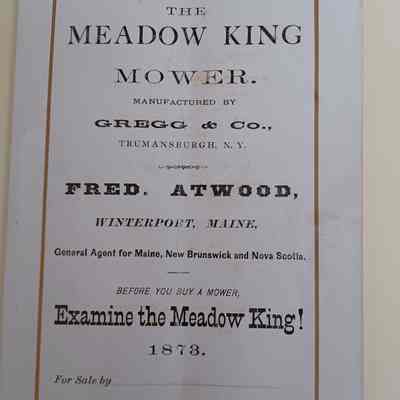 THE
MEADOW KING
MOWER.
MANUFACTURED BY
GREGG & CO.,
TRUMANSBURGH, N. Y.
FRED. ATWOOD,
WINTERPORT, MAINE,
General Agent for Maine, New Brunswick and Nova Scotia.
BEFORE YOU BUY A MOWER,
Examine the Meadow King!
1873.
For Sale by